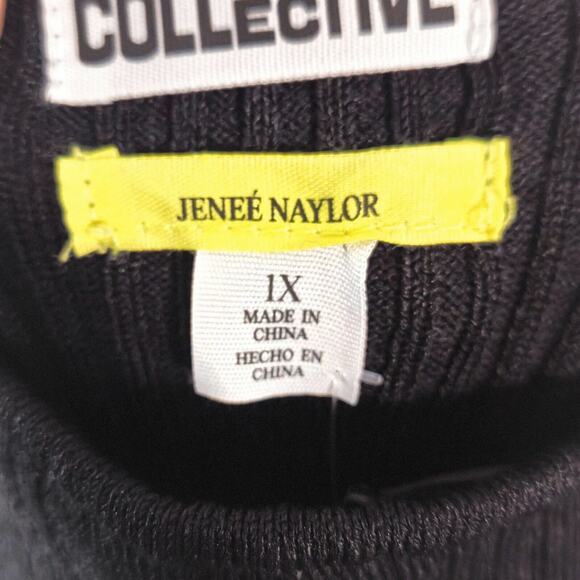 COLLECTIVE
JENEÉ NAYLOR
1X
MADE IN
CHINA
HECHO EN
CHINA